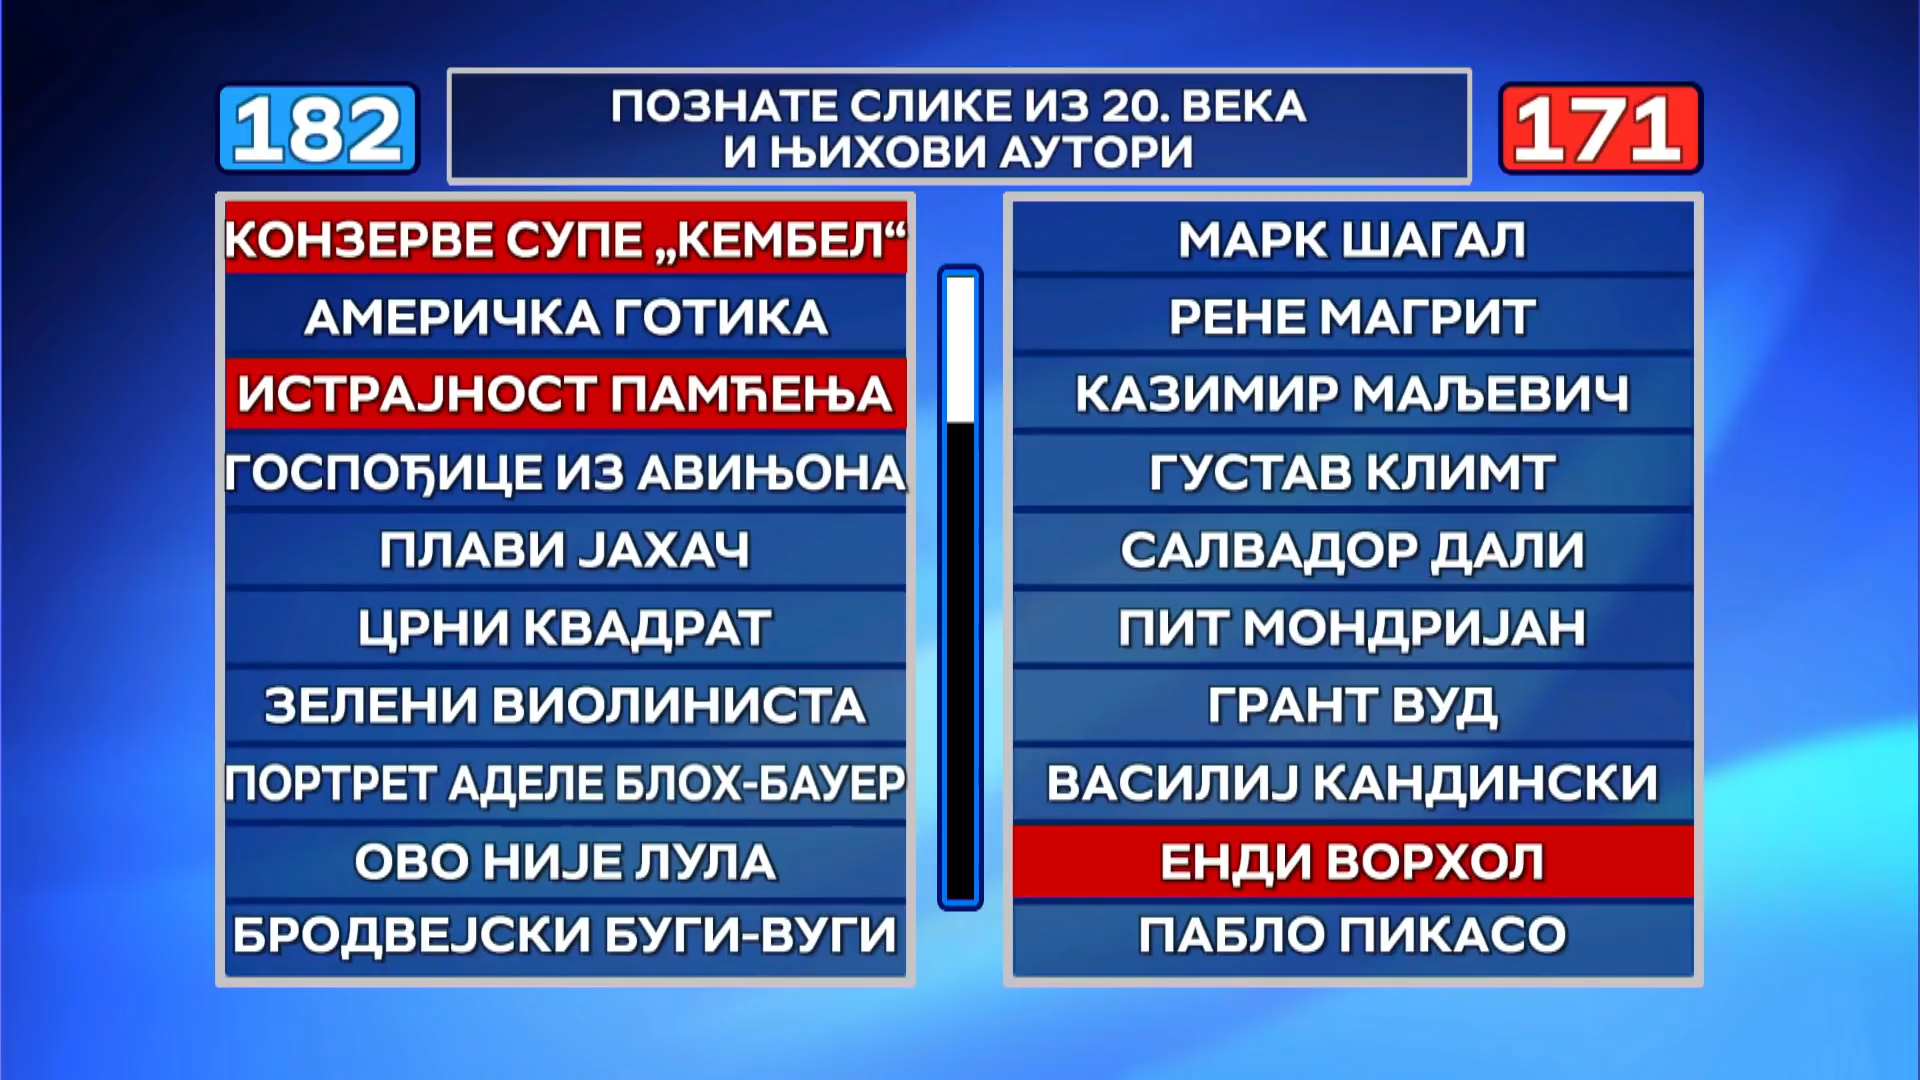 182
ПОЗНАТЕ СЛИКЕ ИЗ 20. ВЕКА
И ЊИХОВИ АУТОРИ
171
КОНЗЕРВЕ СУПЕ „КЕМБЕЛ“
АМЕРИЧКА ГОТИКА
ИСТРАЈНОСТ ПАМЋЕЊА
ГОСПОЂИЦЕ ИЗ АВИЊОНА
ПЛАВИ ЈАХАЧ
ЦРНИ КВАДРАТ
ЗЕЛЕНИ ВИОЛИНИСТА
ПОРТРЕТ АДЕЛЕ БЛОХ-БАУЕР
ОВО НИЈЕ ЛУЛА
БРОДВЕЈСКИ БУГИ-ВУГИ
МАРК ШАГАЛ
РЕНЕ МАГРИТ
КАЗИМИР МАЉЕВИЧ
ГУСТАВ КЛИМТ
САЛВАДОР ДАЛИ
ПИТ МОНДРИЈАН
ГРАНТ ВУД
ВАСИЛИЈ КАНДИНСКИ
ЕНДИ ВОРХОЛ
ПАБЛО ПИКАСО